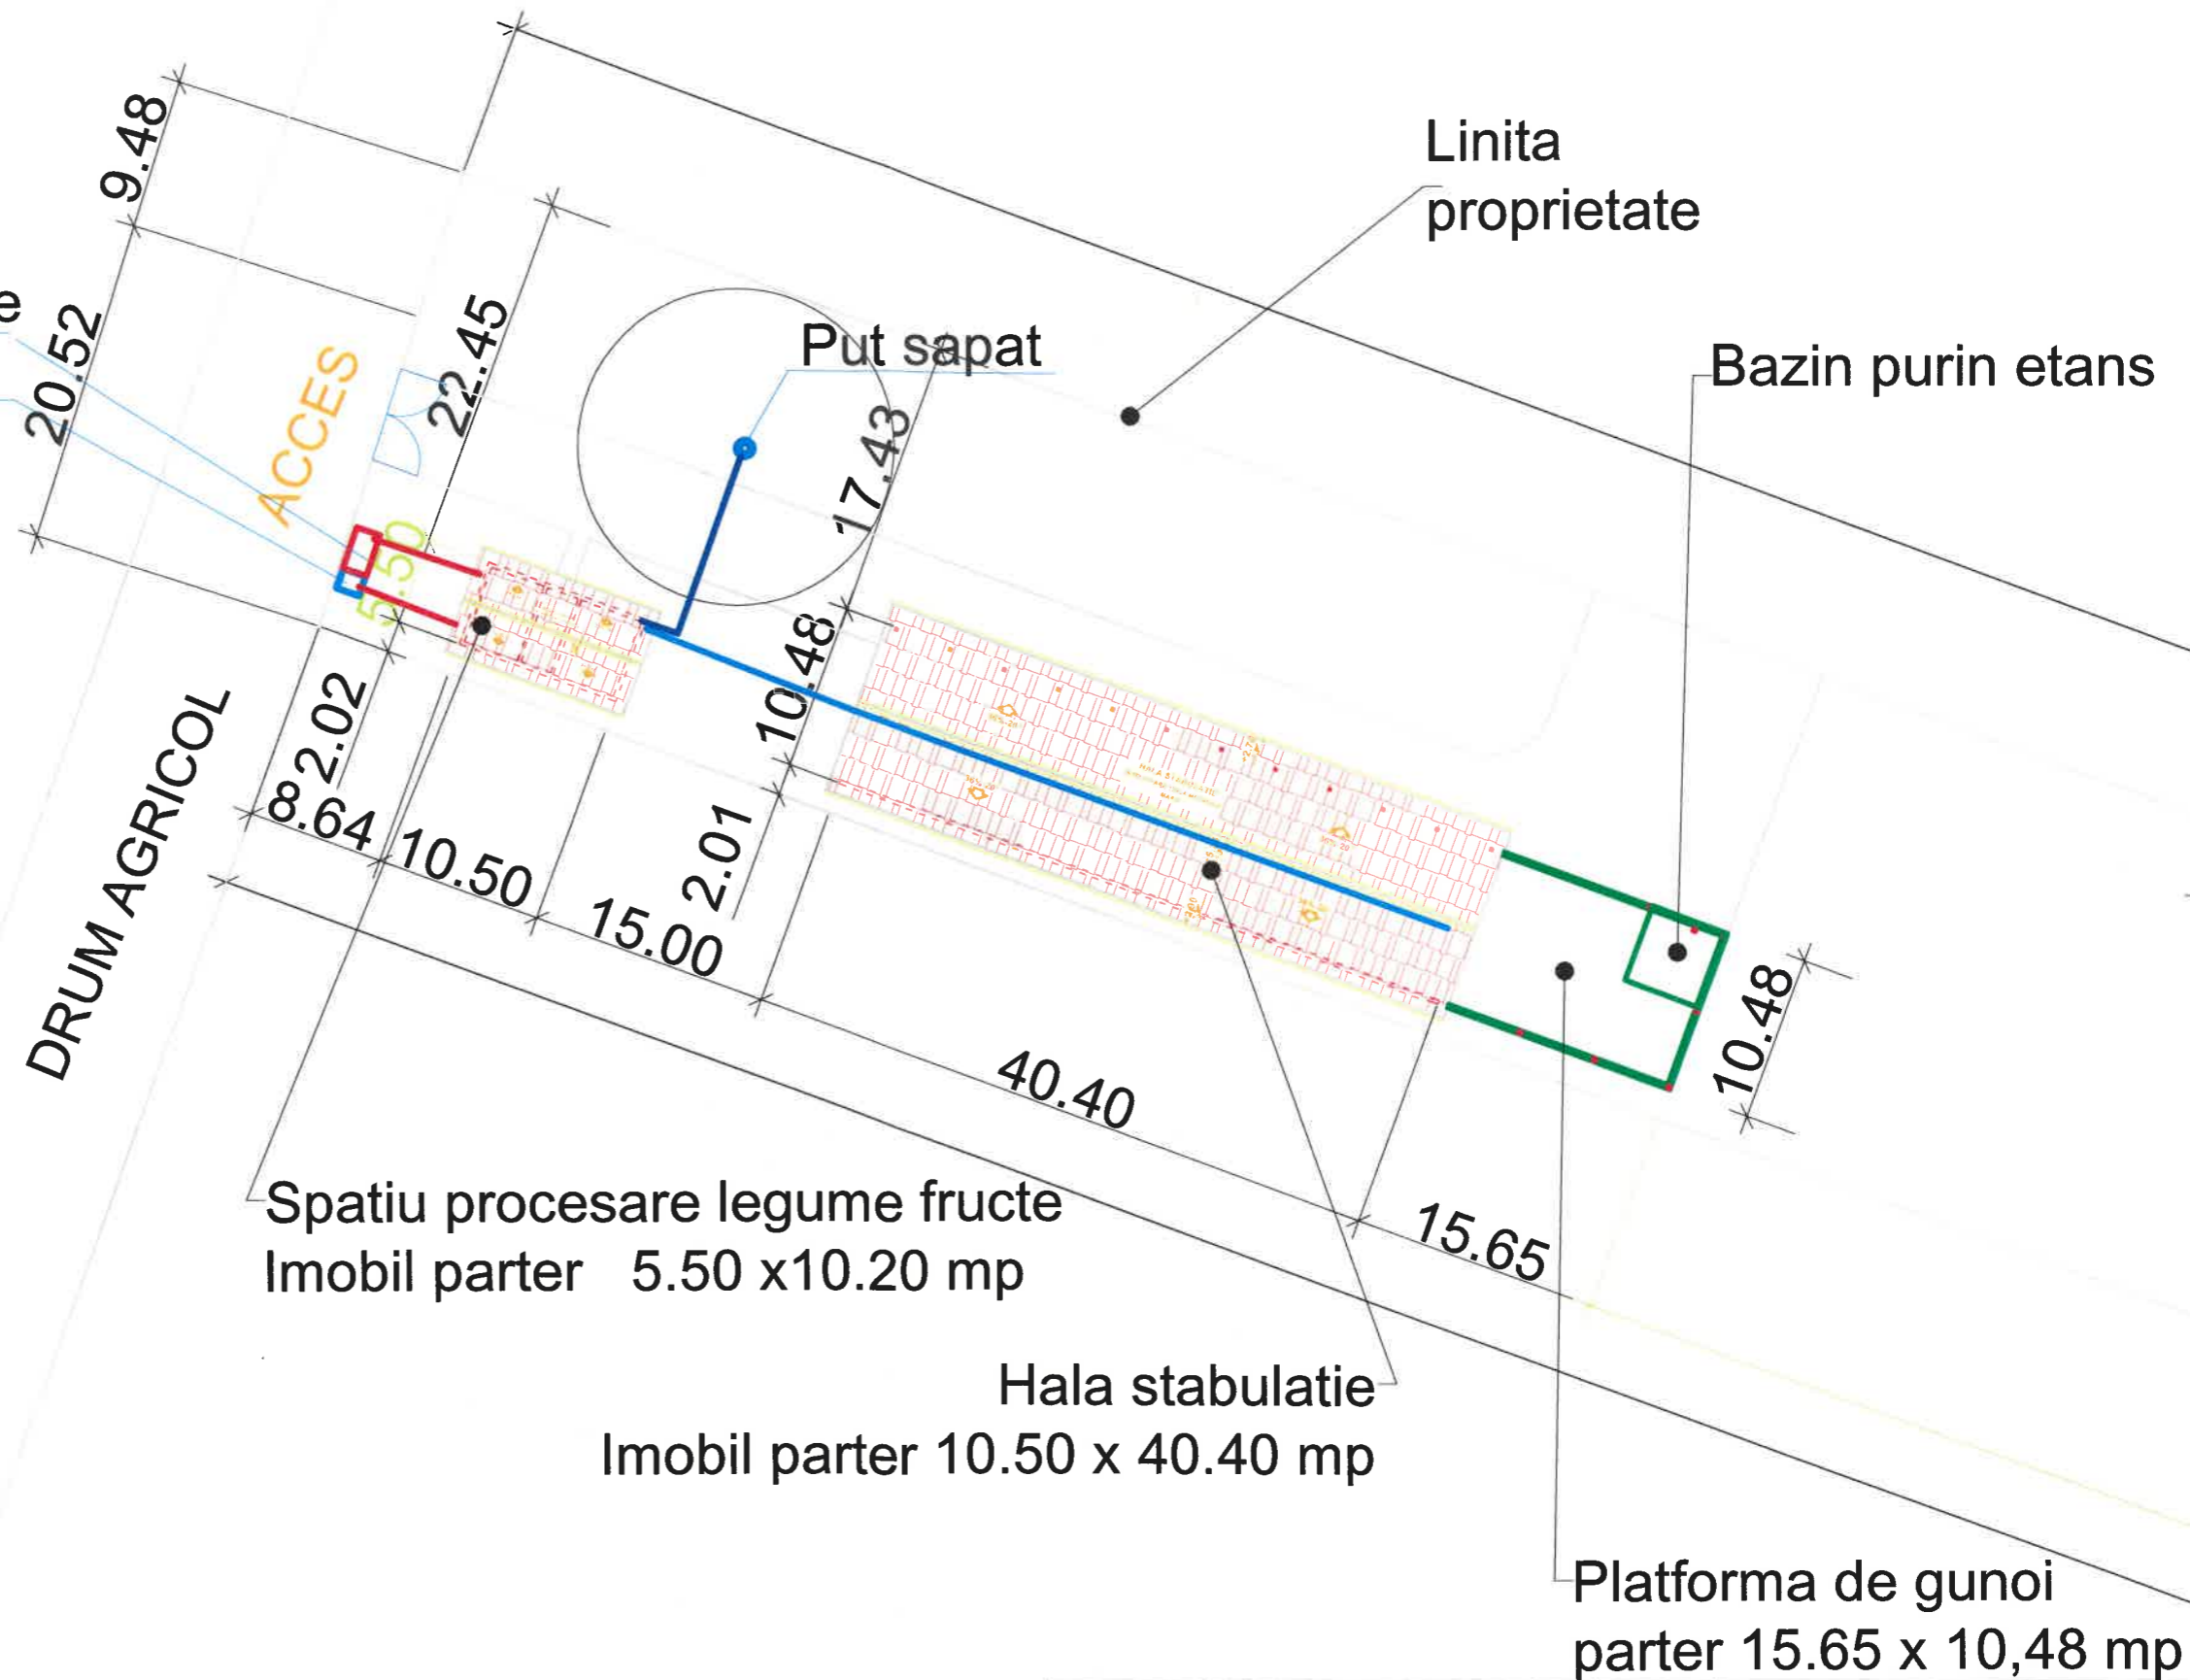 Linita
proprietate
9.48
e
20.52
ACCES
22.45
Put sapat
17.43
Bazin purin etans
5.50
10.48
2.02
DRUM AGRICOL
8.64
10.50
15.00
2.01
40.40
10.48
15.65
Spatiu procesare legume fructe
Imobil parter 5.50 x10.20 mp
Hala stabulatie
Imobil parter 10.50 x 40.40 mp
Platforma de gunoi
parter 15.65 x 10,48 mp